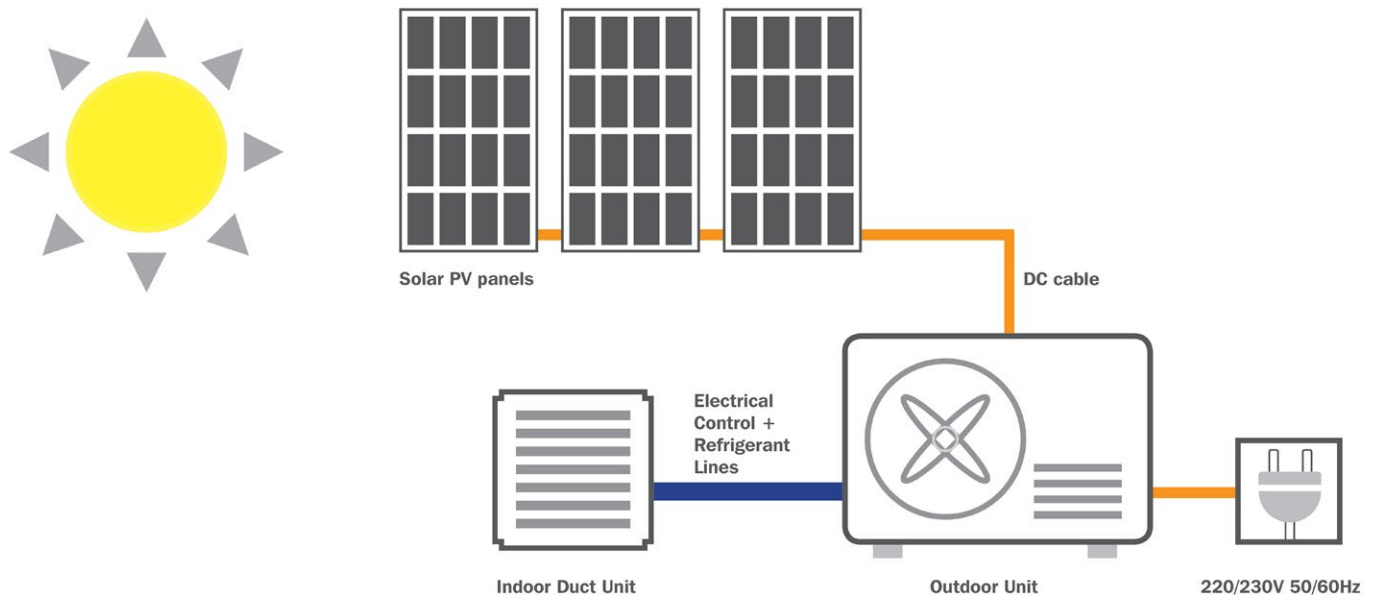 Solar PV panels
DC cable
Electrical
Control +
Refrigerant
Lines
Indoor Duct Unit
Outdoor Unit
220/230V 50/60Hz